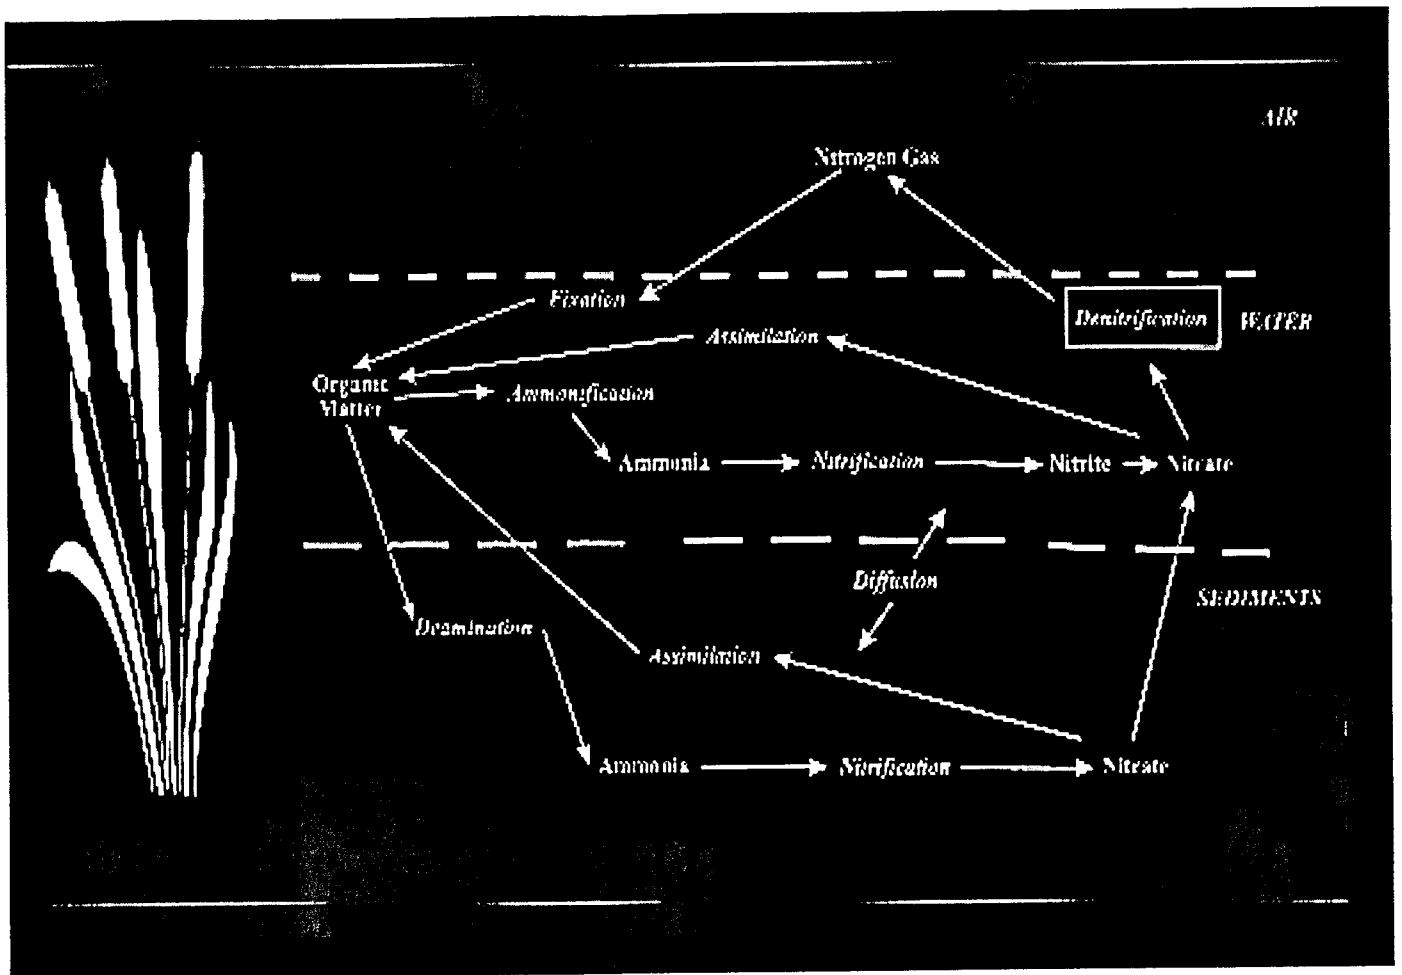 AIR
Nitrogen Gas
Fixation
Denitrification
WATER
Assimilation
Organic
Matter
Ammonification
Ammonia
Nitrification
Nitrite
Nitrate
Diffusion
SEDIMENTS
Deamination
Assimilation
Ammonia
Nitrification
Nitrate